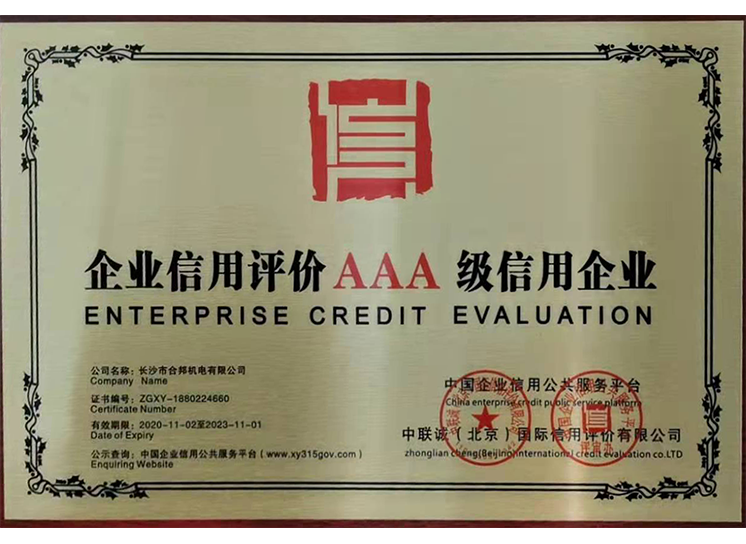 信
企业信用评价AAA级信用企业
ENTERPRISE CREDIT EVALUATION
公司名称：长沙市合邦机电有限公司
Company Name
证书编号：ZGXY-1880224660
Certificate Number
有效期限：2020-11-02至2023-11-01
Date of Expiry
公示查询：中国企业信用公共服务平台（www.xy315gov.com）
Enquiring Website
中国企业信用公共服务平台
China enterprise credit public service platform
中联诚（北京）国际信用评价有限公司
zhonglian cheng(Beijing)international credit evaluation co.LTD